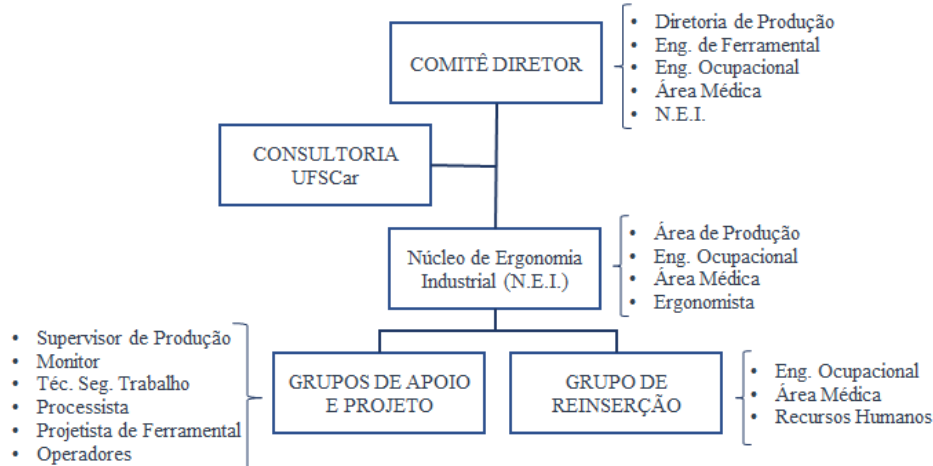 COMITÊ DIRETOR
• Diretoria de Produção
• Eng. de Ferramental
• Eng. Ocupacional
• Área Médica
• N.E.I.
CONSULTORIA
UFSCar
Núcleo de Ergonomia
Industrial (N.E.I.)
• Área de Produção
• Eng. Ocupacional
• Área Médica
• Ergonomista
• Supervisor de Produção
• Monitor
• Téc. Seg. Trabalho
• Processista
• Projetista de Ferramental
• Operadores
GRUPOS DE APOIO
E PROJETO
GRUPO DE
REINSERÇÃO
• Eng. Ocupacional
• Área Médica
• Recursos Humanos